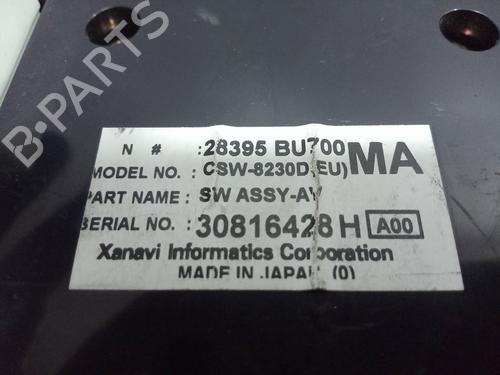 N # : 28395 BU700 MA
MODEL NO. : CSW-8230D(EU)
PART NAME : SW ASSY-AV
SERIAL NO. : 30816428H A00
Xanavi Informatics Corporation
MADE IN JAPAN (0)
B-PARTS